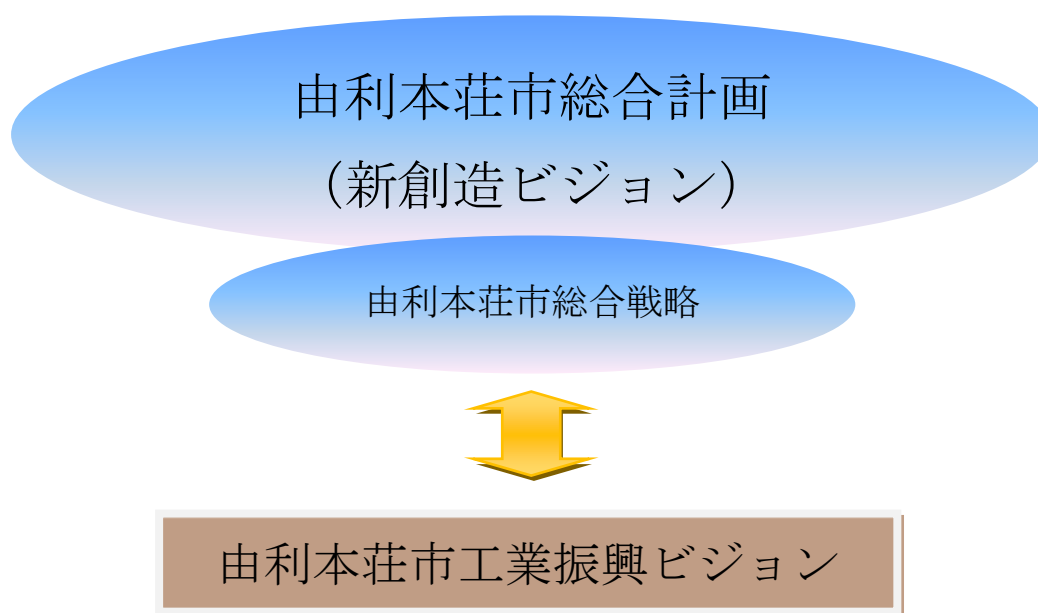 由利本荘市総合計画
（新創造ビジョン）
由利本荘市総合戦略
由利本荘市工業振興ビジョン